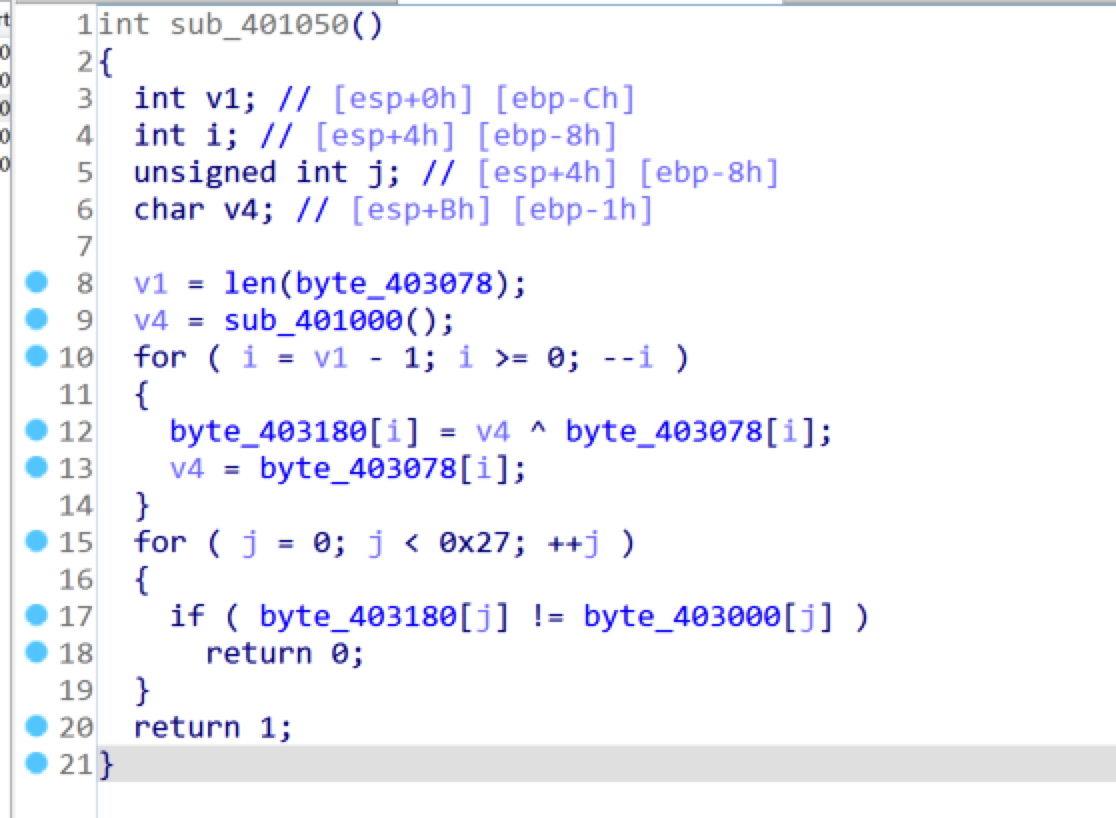 1 int sub_401050()
2 {
3   int v1; // [esp+0h] [ebp-Ch]
4   int i; // [esp+4h] [ebp-8h]
5   unsigned int j; // [esp+4h] [ebp-8h]
6   char v4; // [esp+Bh] [ebp-1h]
7
8   v1 = len(byte_403078);
9   v4 = sub_401000();
10   for ( i = v1 - 1; i >= 0; --i )
11   {
12     byte_403180[i] = v4 ^ byte_403078[i];
13     v4 = byte_403078[i];
14   }
15   for ( j = 0; j < 0x27; ++j )
16   {
17     if ( byte_403180[j] != byte_403000[j] )
18       return 0;
19   }
20   return 1;
21 }